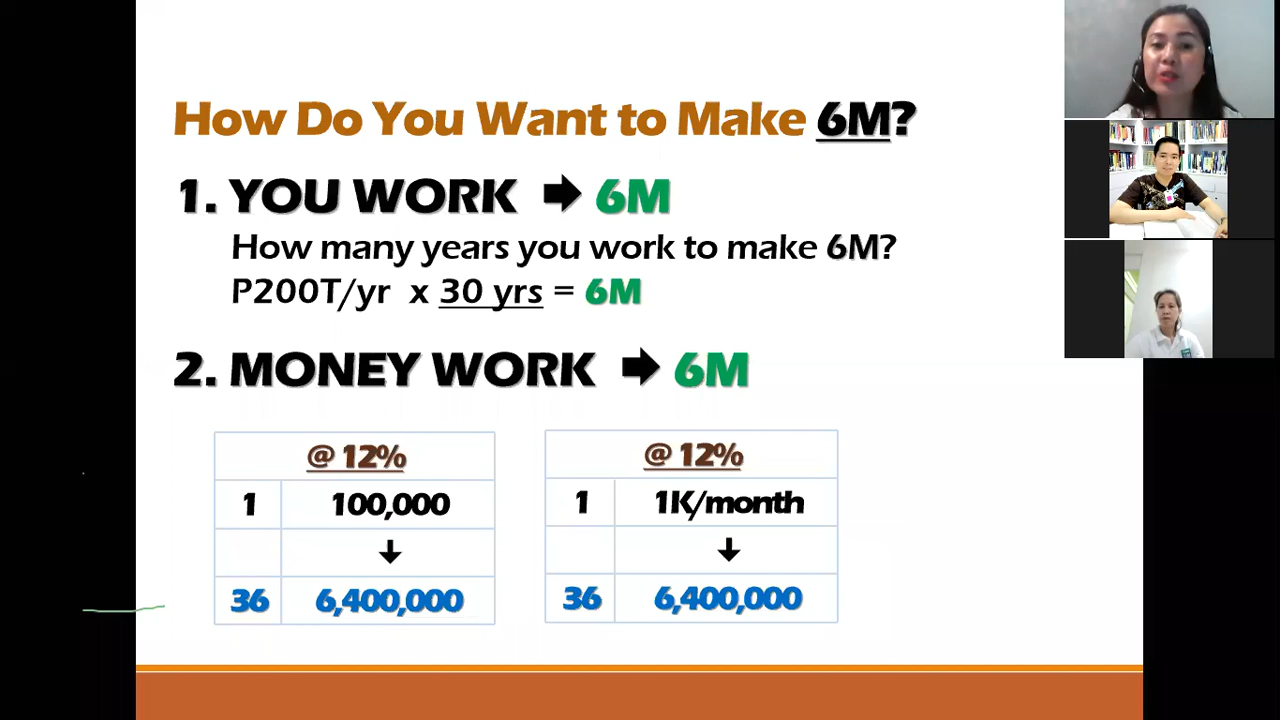 How Do You Want to Make 6M?
1. YOU WORK ➡ 6M
How many years you work to make 6M?
P200T/yr x 30 yrs = 6M
2. MONEY WORK ➡ 6M
@ 12%
1 100,000
↓
36 6,400,000
@ 12%
1 1K/month
↓
36 6,400,000